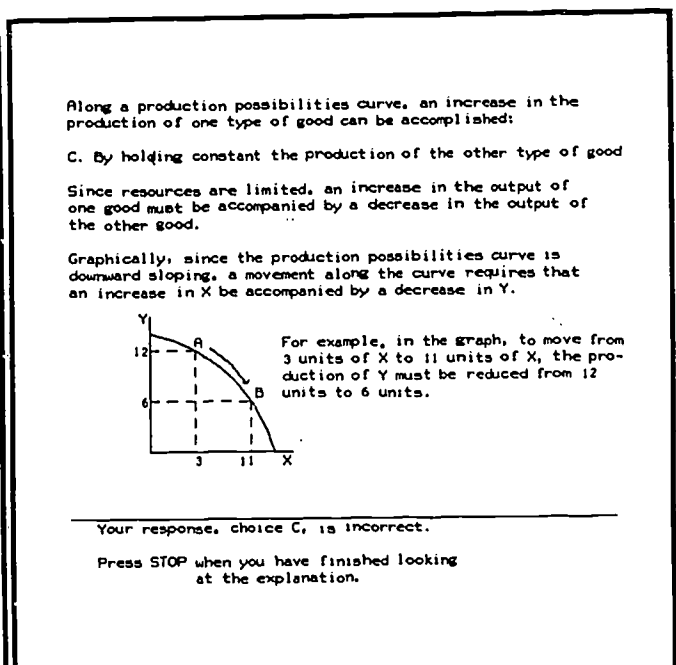 Along a production possibilities curve, an increase in the
production of one type of good can be accomplished:
C. By holding constant the production of the other type of good
Since resources are limited, an increase in the output of
one good must be accompanied by a decrease in the output of
the other good.
Graphically, since the production possibilities curve is
downward sloping, a movement along the curve requires that
an increase in X be accompanied by a decrease in Y.
Y
A
12
B
6
3 11 X
For example, in the graph, to move from
3 units of X to 11 units of X, the pro-
duction of Y must be reduced from 12
units to 6 units.
Your response, choice C, is incorrect.
Press STOP when you have finished looking
at the explanation.